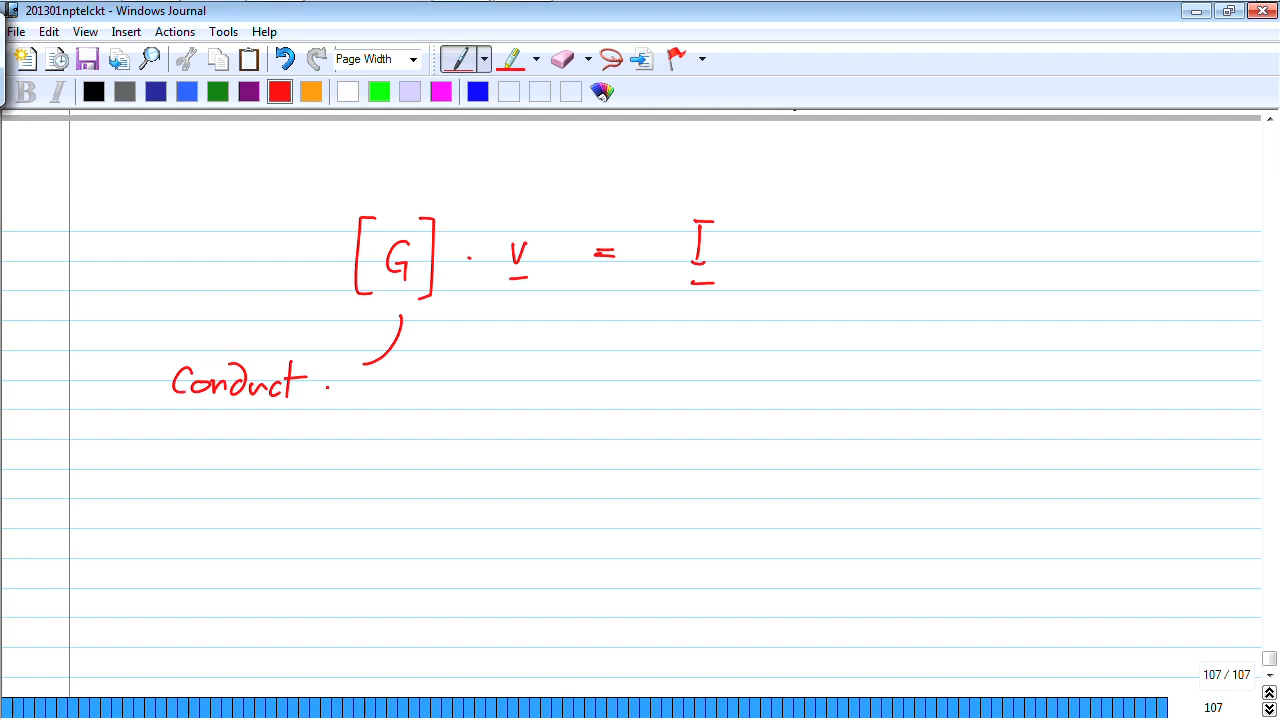 201301nptelckt - Windows Journal
File Edit View Insert Actions Tools Help
Page Width
B I
[G] · v = I
Conduct .
107 / 107
107